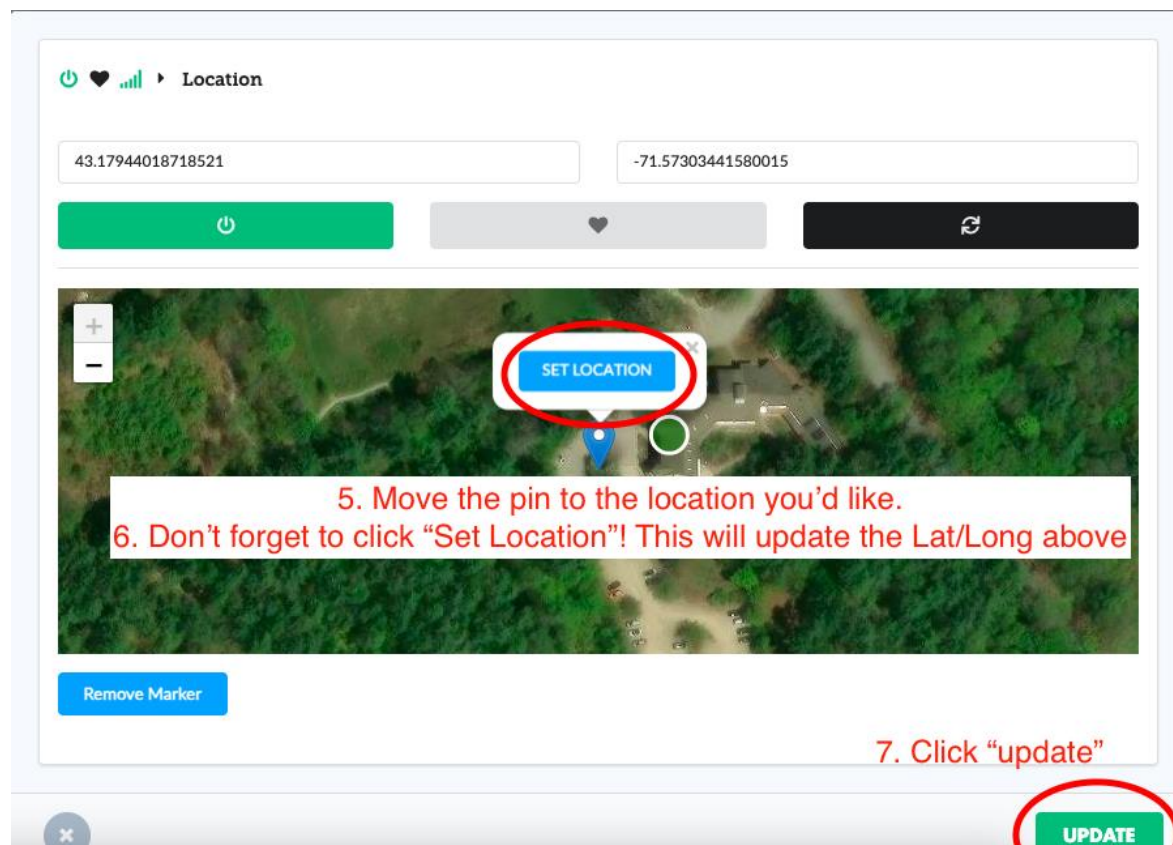 Location
43.17944018718521
-71.57303441580015
+
−
SET LOCATION
×
5. Move the pin to the location you’d like.
6. Don’t forget to click “Set Location”! This will update the Lat/Long above
Remove Marker
7. Click “update”
UPDATE